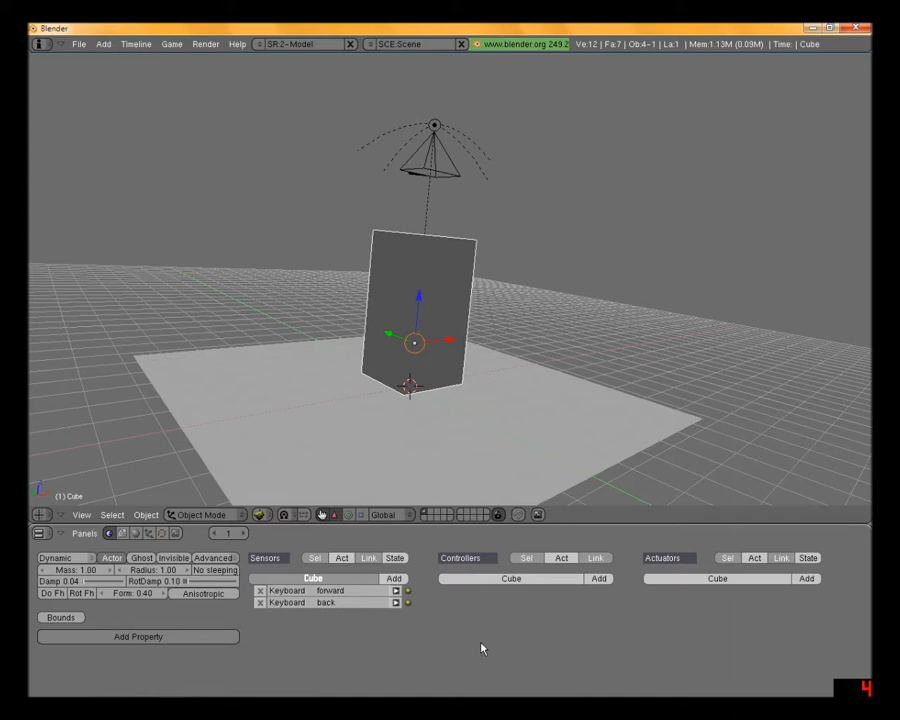 Blender
File Add Timeline Game Render Help SR:2-Model SCE:Scene www.blender.org 249.2 Ve:12 | Fa:7 | Ob:4-1 | La:1 | Mem:1.13M (0.09M) | Time: | Cube
(1) Cube
View Select Object Object Mode Global
Panels 1
Dynamic Actor Ghost Invisible Advanced Sensors Sel Act Link State Controllers Sel Act Link Actuators Sel Act Link State
Mass: 1.00 Radius: 1.00 No sleeping
Cube Add Cube Add Cube Add
Damp 0.04 RotDamp 0.10
Do Fh Rot Fh Form: 0.40 Anisotropic X Keyboard forward
X Keyboard back
Bounds
Add Property
4